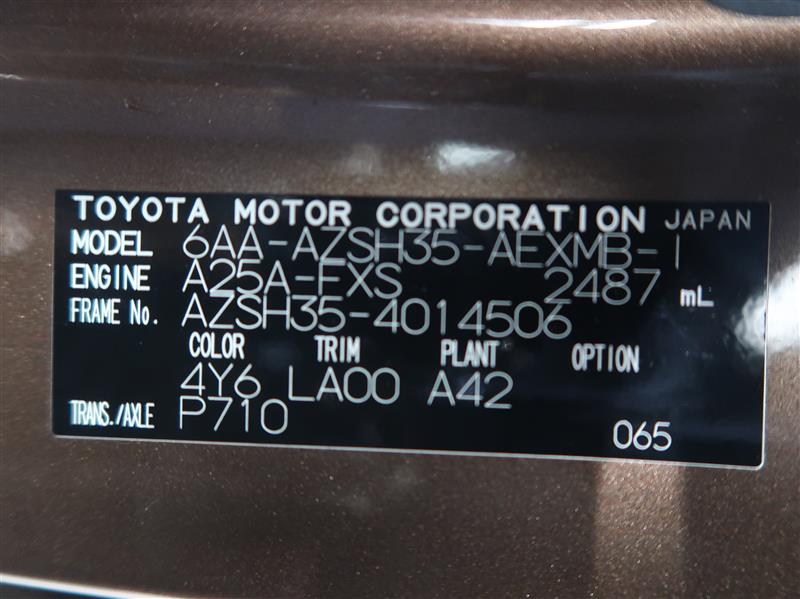 TOYOTA MOTOR CORPORATION JAPAN
MODEL 6AA-AZSH35-AEXMB-I
ENGINE A25A-FXS 2487 mL
FRAME No. AZSH35-4014506
COLOR TRIM PLANT OPTION
4Y6 LA00 A42
TRANS./AXLE P710
065